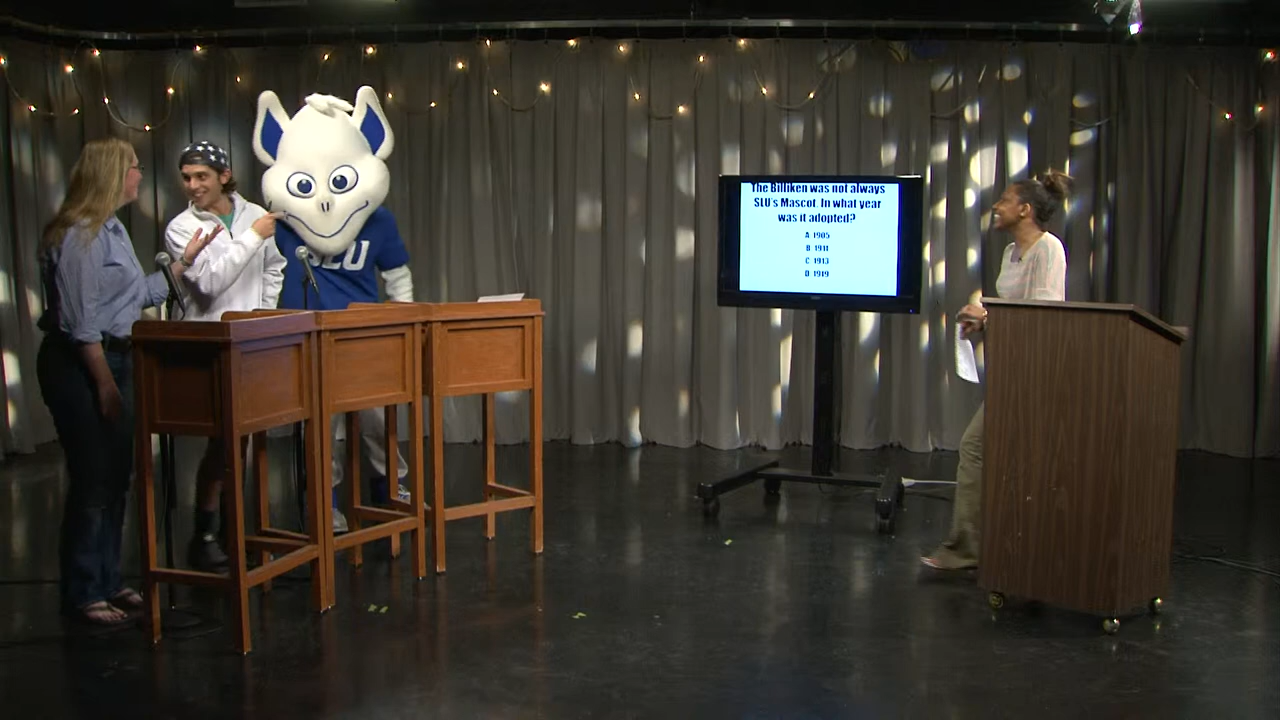 The Billiken was not always
SLU's Mascot. In what year
was it adopted?
A 1905
B 1911
C 1913
D 1919
SLU